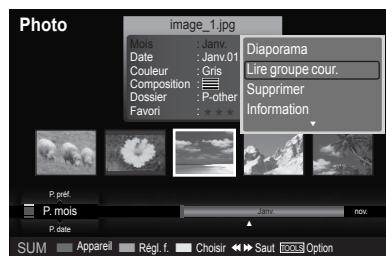 Photo
image_1.jpg
Mois : Janv.
Date : Janv.01
Couleur : Gris
Composition :
Dossier : P-other
Favori : ★★★
Diaporama
Lire groupe cour.
Supprimer
Information
P. préf.
P. mois
Janv.
nov.
P. date
SUM Appareil Régl. f. Choisir Saut TOOLS Option